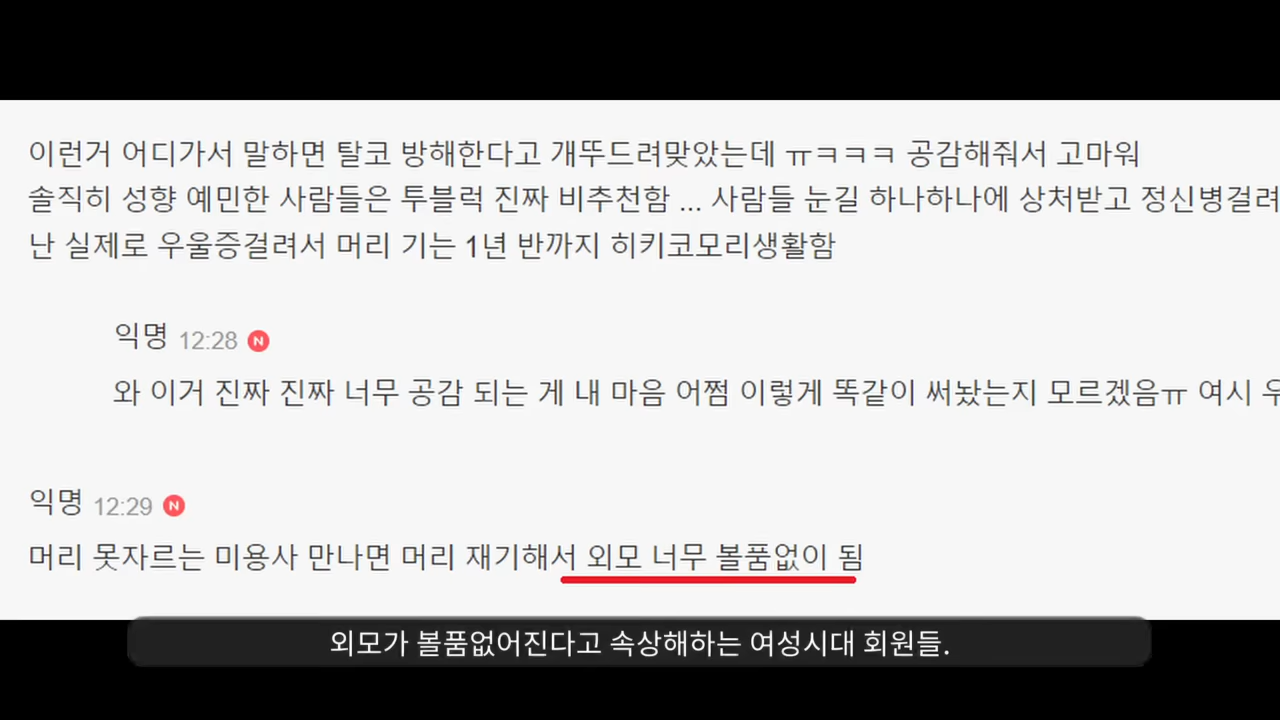 이런거 어디가서 말하면 탈코 방해한다고 개뚜드려맞았는데 ㅠㅋㅋㅋ 공감해줘서 고마워
솔직히 성향 예민한 사람들은 투블럭 진짜 비추천함 ... 사람들 눈길 하나하나에 상처받고 정신병걸려
난 실제로 우울증걸려서 머리 기는 1년 반까지 히키코모리생활함
익명 12:28 N
와 이거 진짜 진짜 너무 공감 되는 게 내 마음 어쩜 이렇게 똑같이 써놨는지 모르겠음ㅠ 여시 우
익명 12:29 N
머리 못자르는 미용사 만나면 머리 재기해서 외모 너무 볼품없이 됨
외모가 볼품없어진다고 속상해하는 여성시대 회원들.